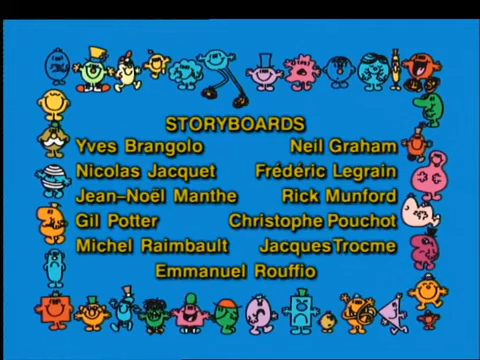 STORYBOARDS
Yves Brangolo Neil Graham
Nicolas Jacquet Frédéric Legrain
Jean-Noël Manthe Rick Munford
Gil Potter Christophe Pouchot
Michel Raimbault Jacques Trocme
Emmanuel Rouffio